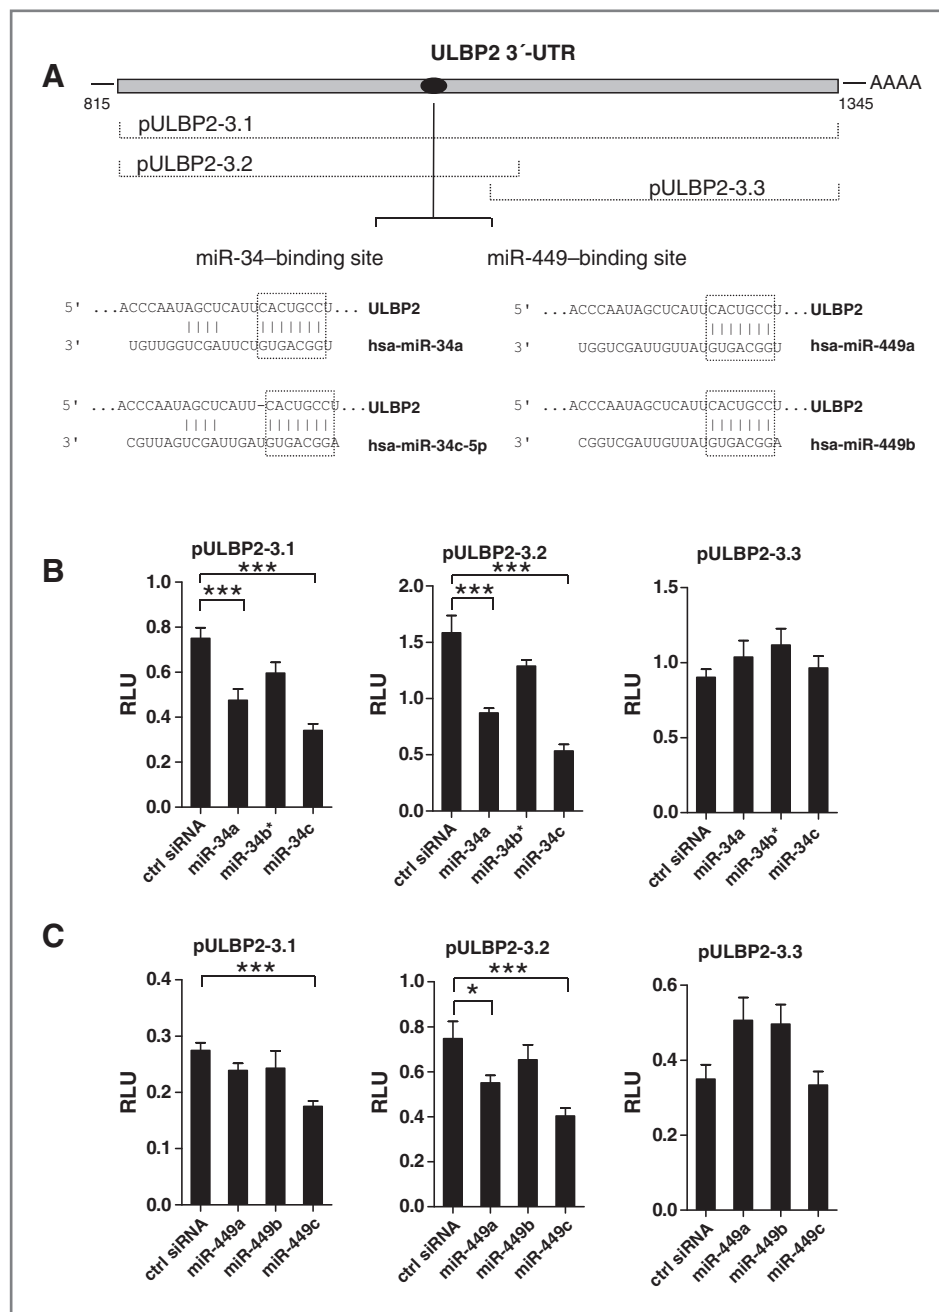 ULBP2 3´-UTR
A
AAAA
815
1345
pULBP2-3.1
pULBP2-3.2
pULBP2-3.3
miR-34–binding site
miR-449–binding site
5' ...ACCCAAUAGCUCAUUCACUGCCU... ULBP2
3' UGUUGGUCGAUUCUGUGACGGU hsa-miR-34a
5' ...ACCCAAUAGCUCAUUCACUGCCU... ULBP2
3' UGGUCGAUUGUUAUGUGACGGU hsa-miR-449a
5' ...ACCCAAUAGCUCAUU-CACUGCCU... ULBP2
3' CGUUAGUCGAUUGAUGUGACGGA hsa-miR-34c-5p
5' ...ACCCAAUAGCUCAUUCACUGCCU... ULBP2
3' CGGUCGAUUGUUAUGUGACGGA hsa-miR-449b
B
pULBP2-3.1
***
***
1.0
0.8
0.6
0.4
0.2
0.0
RLU
ctrl siRNA
miR-34a
miR-34b*
miR-34c
pULBP2-3.2
***
***
2.0
1.5
1.0
0.5
0.0
RLU
ctrl siRNA
miR-34a
miR-34b*
miR-34c
pULBP2-3.3
1.5
1.0
0.5
0.0
RLU
ctrl siRNA
miR-34a
miR-34b*
miR-34c
C
pULBP2-3.1
***
0.4
0.3
0.2
0.1
0.0
RLU
ctrl siRNA
miR-449a
miR-449b
miR-449c
pULBP2-3.2
***
*
1.0
0.8
0.6
0.4
0.2
0.0
RLU
ctrl siRNA
miR-449a
miR-449b
miR-449c
pULBP2-3.3
0.6
0.4
0.2
0.0
RLU
ctrl siRNA
miR-449a
miR-449b
miR-449c